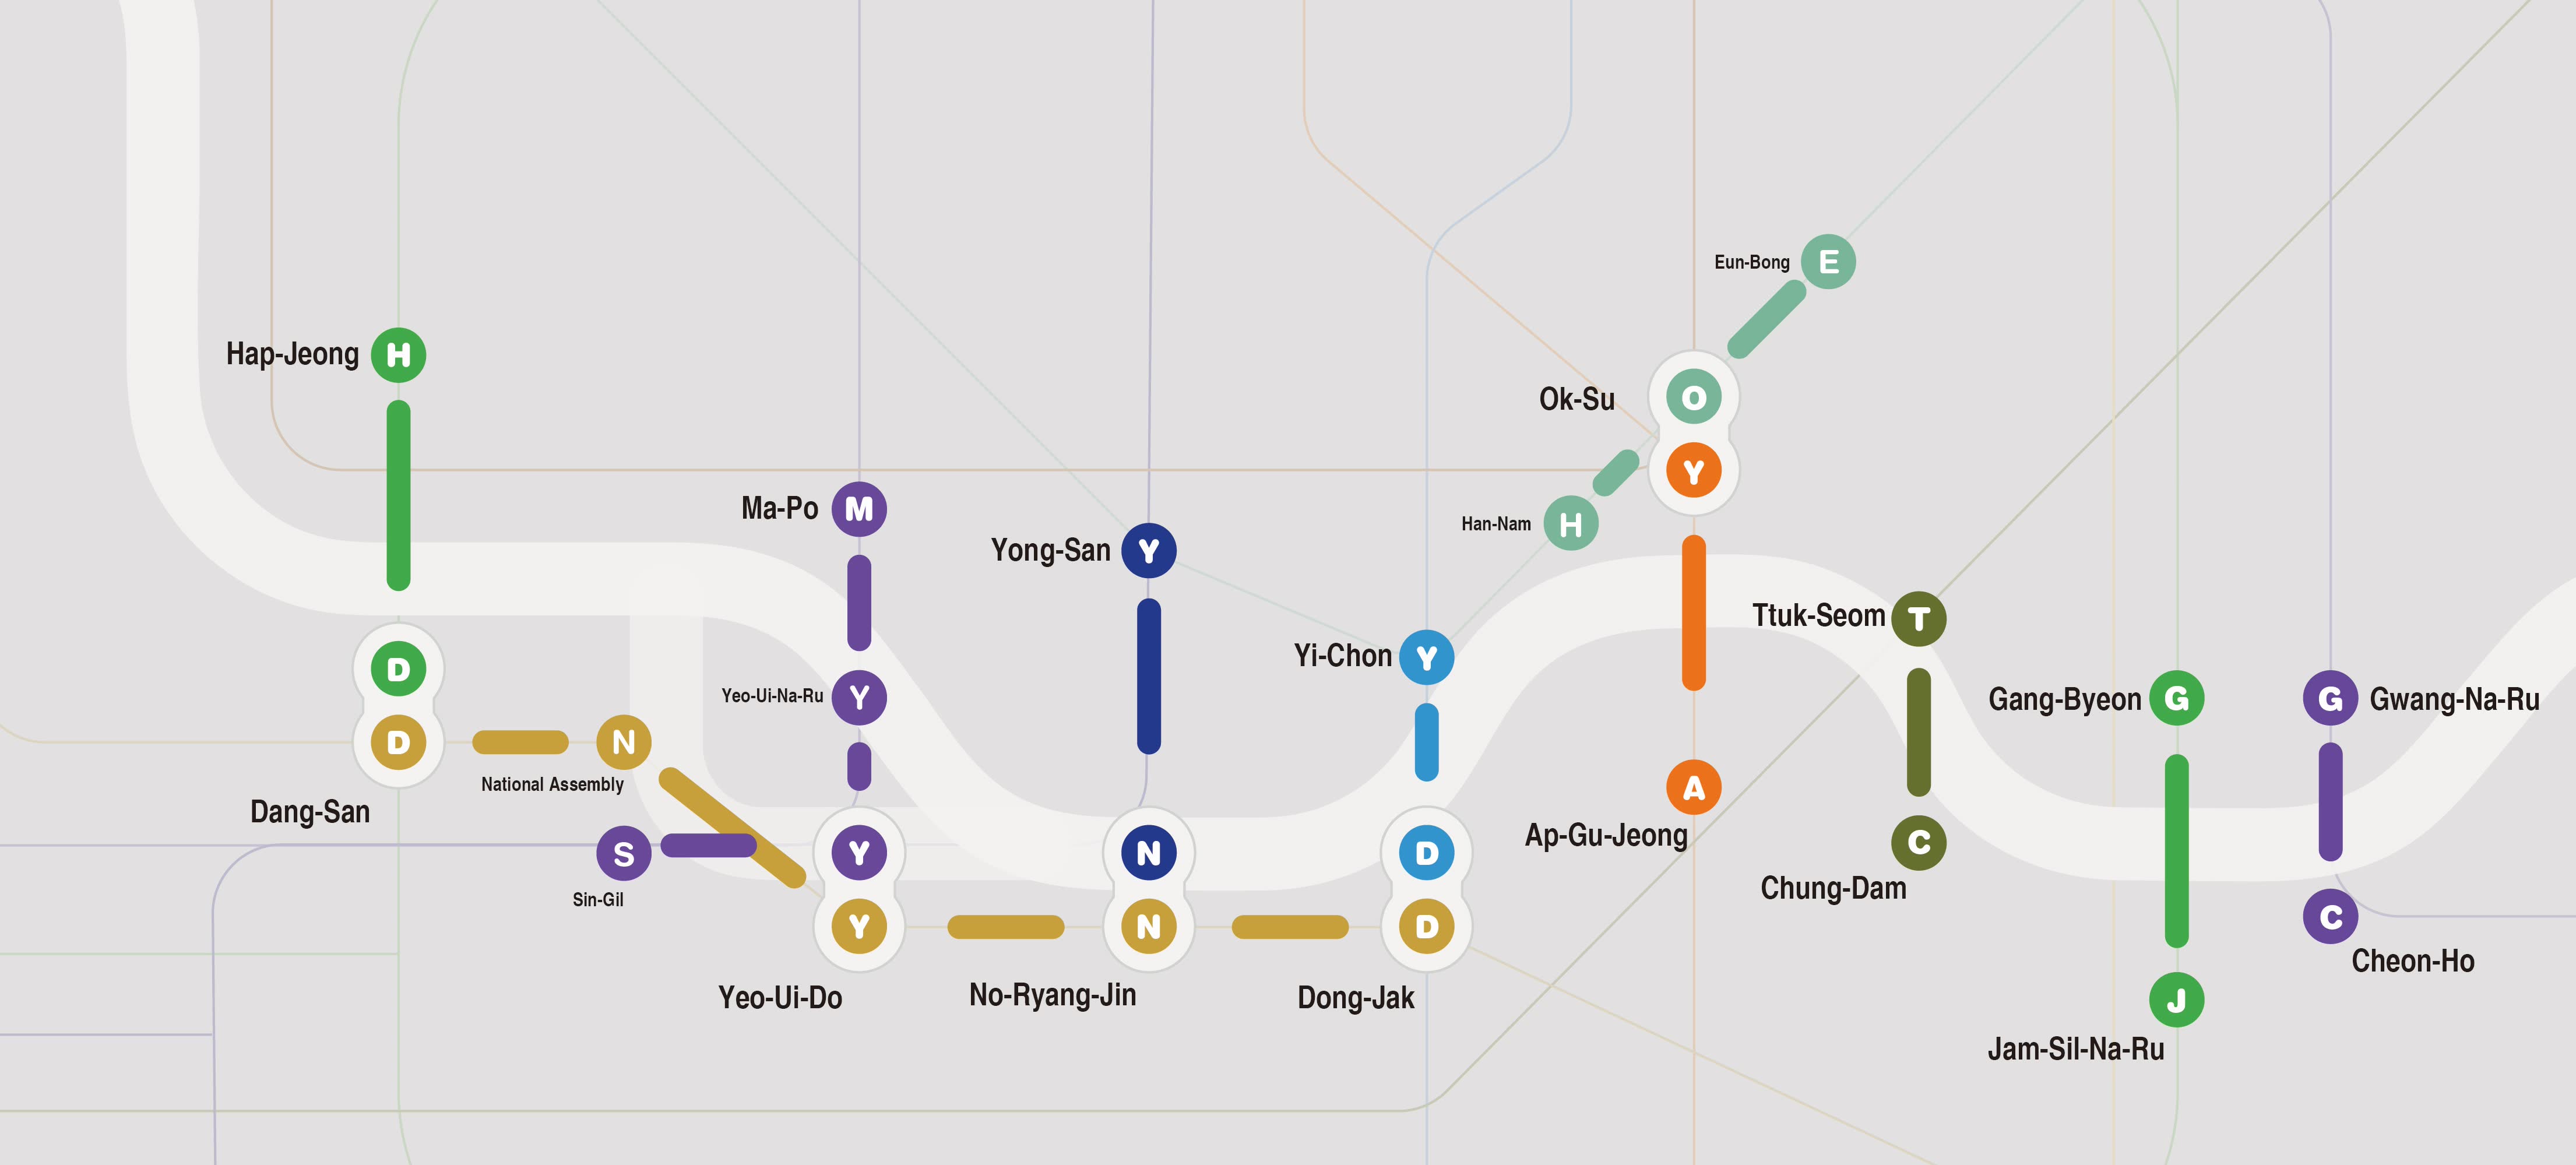 Eun-Bong E
Hap-Jeong H
Ok-Su O
Y
Ma-Po M
Han-Nam H
Yong-San Y
Ttuk-Seom T
Yi-Chon Y
D
Yeo-Ui-Na-Ru Y
Gang-Byeon G
G Gwang-Na-Ru
D
N
National Assembly
A
Dang-San
Ap-Gu-Jeong
S
Y
N
D
C
Sin-Gil
Chung-Dam
Y
N
D
C
Cheon-Ho
Yeo-Ui-Do
No-Ryang-Jin
Dong-Jak
J
Jam-Sil-Na-Ru